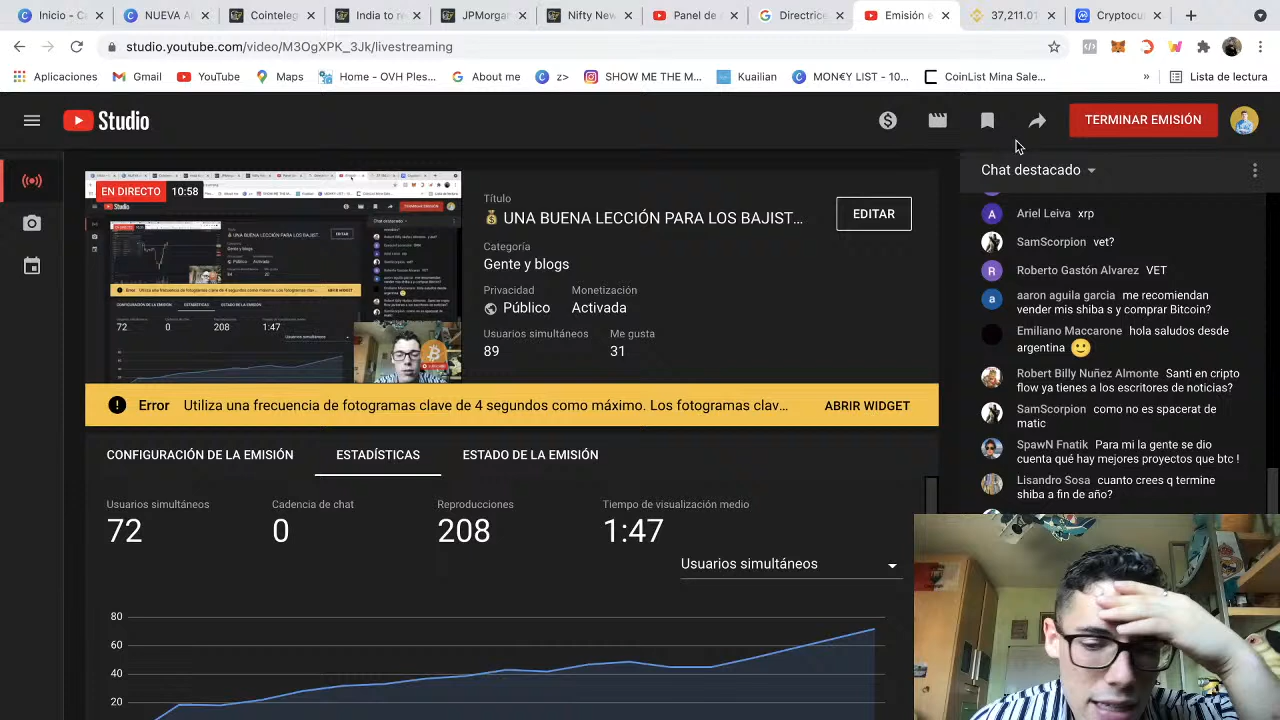 NUEVA
Conten
India to r
JPMorgan
Nifty New
Panel de
Directrice
Emisión e
37,211.01
Cryptocur
studio.youtube.com/video/M3OgXPK_3Jk/livestreaming
Aplicaciones
Gmail
YouTube
Maps
Home - OVH Ples...
About me
z>
SHOW ME THE M...
Kuailian
MON€Y LIST - 10...
CoinList Mina Sale...
»
Lista de lectura
Studio
TERMINAR EMISIÓN
EN DIRECTO 10:58
Título
💰 UNA BUENA LECCIÓN PARA LOS BAJIST...
EDITAR
Categoría
Gente y blogs
Privacidad
Monetización
Público
Activada
Usuarios simultáneos
Me gusta
89
31
Error Utiliza una frecuencia de fotogramas clave de 4 segundos como máximo. Los fotogramas clav...
ABRIR WIDGET
CONFIGURACIÓN DE LA EMISIÓN
ESTADÍSTICAS
ESTADO DE LA EMISIÓN
Usuarios simultáneos
Cadencia de chat
Reproducciones
Tiempo de visualización medio
72
0
208
1:47
Usuarios simultáneos
80
60
40
20
Chat destacado
Ariel Leiva xrp
SamScorpion vet?
Roberto Gaston Alvarez VET
aaron aguila me recomiendan
vender mis shibas y comprar Bitcoin?
Emiliano Maccarone hola saludos desde
argentina 🙂
Robert Billy Nuñez Almonte Santi en cripto
flow ya tienes a los escritores de noticias?
SamScorpion como no es spacerat de
matic
SpawN Fnatik Para mi la gente se dio
cuenta qué hay mejores proyectos que btc !
Lisandro Sosa cuanto crees q termine
shiba a fin de año?